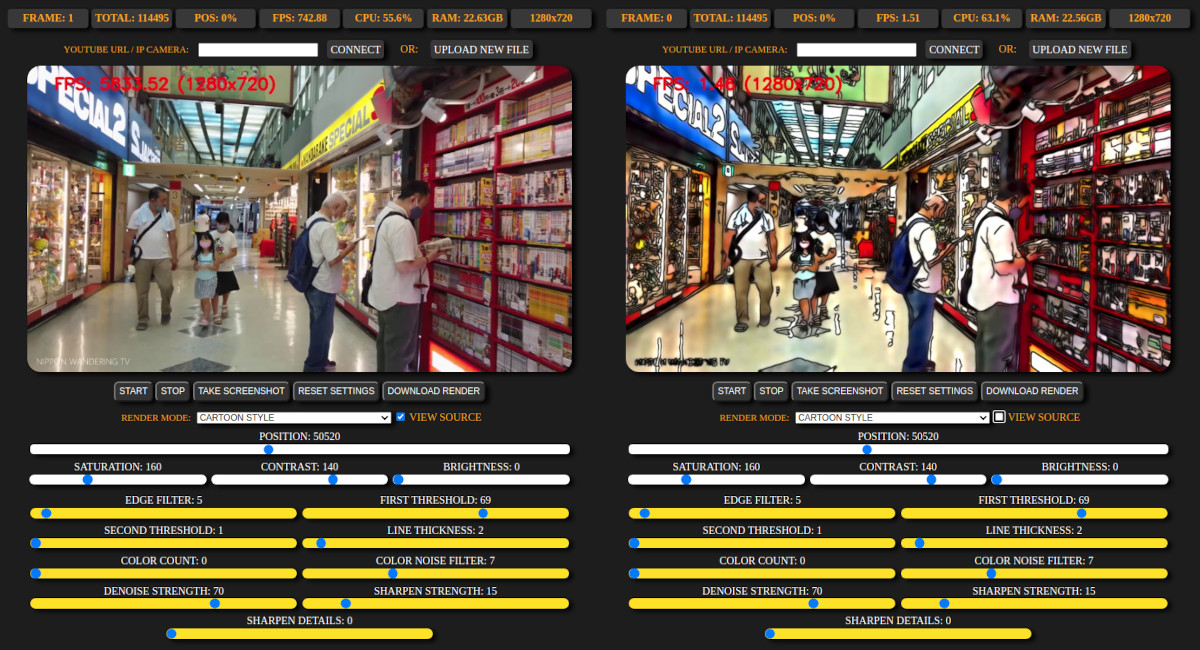 FRAME: 1 TOTAL: 114495 POS: 0% FPS: 742.88 CPU: 55.6% RAM: 22.63GB 1280x720
YOUTUBE URL / IP CAMERA: CONNECT OR: UPLOAD NEW FILE
FPS: 5833.52 (1280x720)
SPECIAL2
SPECIAL
NIPPON WANDERING TV
START STOP TAKE SCREENSHOT RESET SETTINGS DOWNLOAD RENDER
RENDER MODE: CARTOON STYLE VIEW SOURCE
POSITION: 50520
SATURATION: 160 CONTRAST: 140 BRIGHTNESS: 0
EDGE FILTER: 5 FIRST THRESHOLD: 69
SECOND THRESHOLD: 1 LINE THICKNESS: 2
COLOR COUNT: 0 COLOR NOISE FILTER: 7
DENOISE STRENGTH: 70 SHARPEN STRENGTH: 15
SHARPEN DETAILS: 0
FRAME: 0 TOTAL: 114495 POS: 0% FPS: 1.51 CPU: 63.1% RAM: 22.56GB 1280x720
YOUTUBE URL / IP CAMERA: CONNECT OR: UPLOAD NEW FILE
(1280x720)
START STOP TAKE SCREENSHOT RESET SETTINGS DOWNLOAD RENDER
RENDER MODE: CARTOON STYLE VIEW SOURCE
POSITION: 50520
SATURATION: 160 CONTRAST: 140 BRIGHTNESS: 0
EDGE FILTER: 5 FIRST THRESHOLD: 69
SECOND THRESHOLD: 1 LINE THICKNESS: 2
COLOR COUNT: 0 COLOR NOISE FILTER: 7
DENOISE STRENGTH: 70 SHARPEN STRENGTH: 15
SHARPEN DETAILS: 0